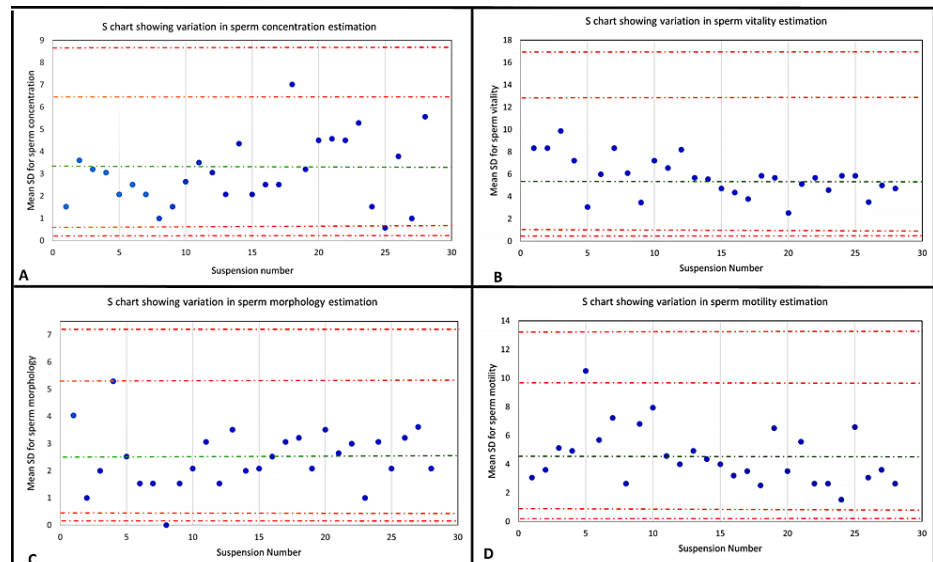 S chart showing variation in sperm concentration estimation
9
8
7
6
5
4
3
2
1
0
Mean SD for sperm concentration
0 5 10 15 20 25 30
Suspension number
A
S chart showing variation in sperm vitality estimation
18
16
14
12
10
8
6
4
2
0
Mean SD for sperm vitality
0 5 10 15 20 25 30
Suspension Number
B
S chart showing variation in sperm morphology estimation
7
6
5
4
3
2
1
0
Mean SD for sperm morphology
0 5 10 15 20 25 30
Suspension Number
C
S chart showing variation in sperm motility estimation
14
12
10
8
6
4
2
0
Mean SD for sperm motility
0 5 10 15 20 25 30
Suspension Number
D